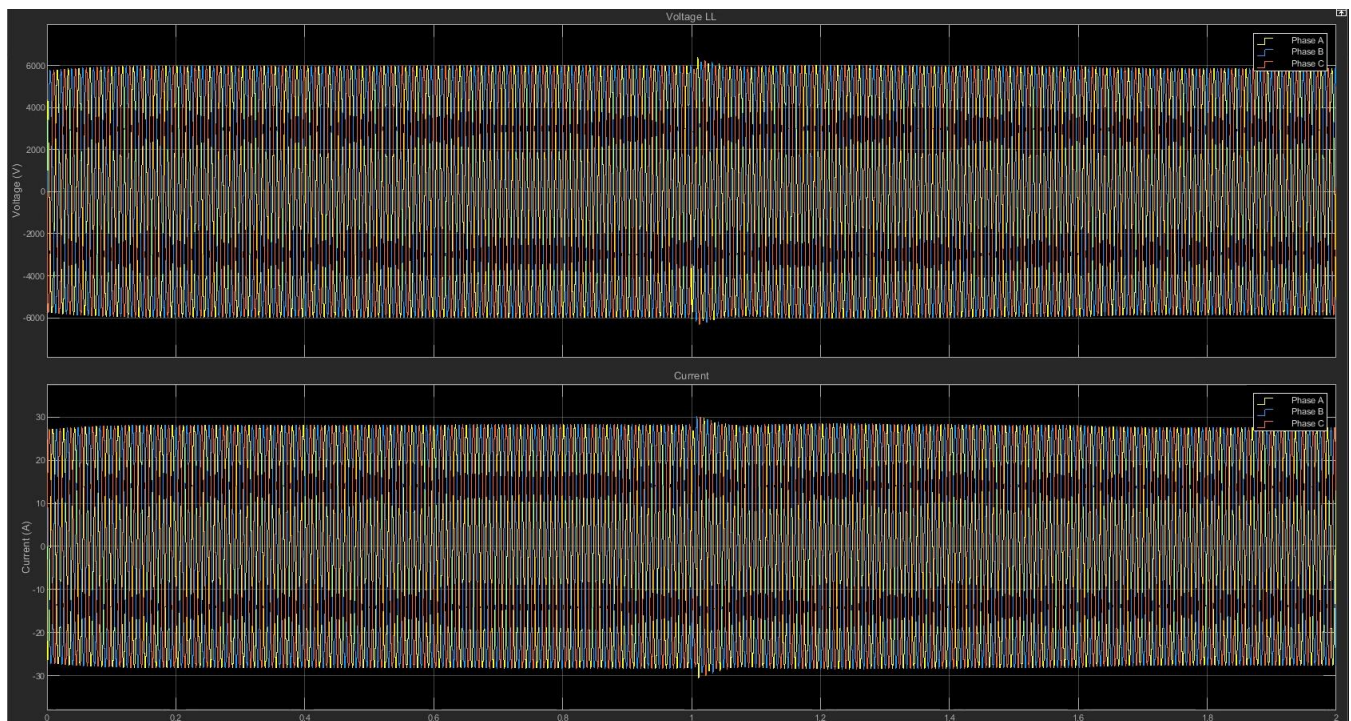 Voltage LL
Phase A
Phase B
Phase C
6000
4000
2000
0
-2000
-4000
-6000
Voltage (V)
Current
Phase A
Phase B
Phase C
30
20
10
0
-10
-20
-30
Current (A)
0 0.2 0.4 0.6 0.8 1 1.2 1.4 1.6 1.8 2